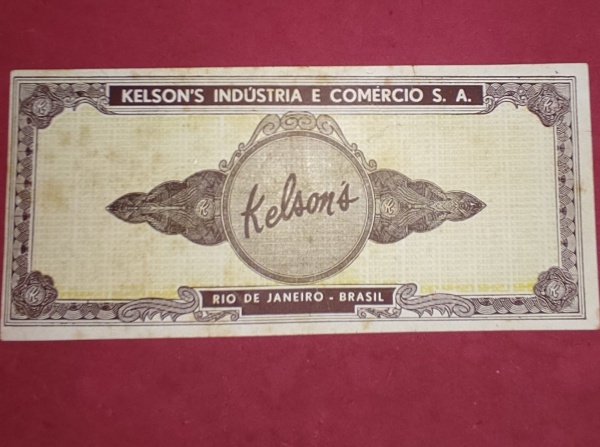 KELSON'S INDÚSTRIA E COMÉRCIO S. A.
Kelson's
RIO DE JANEIRO - BRASIL